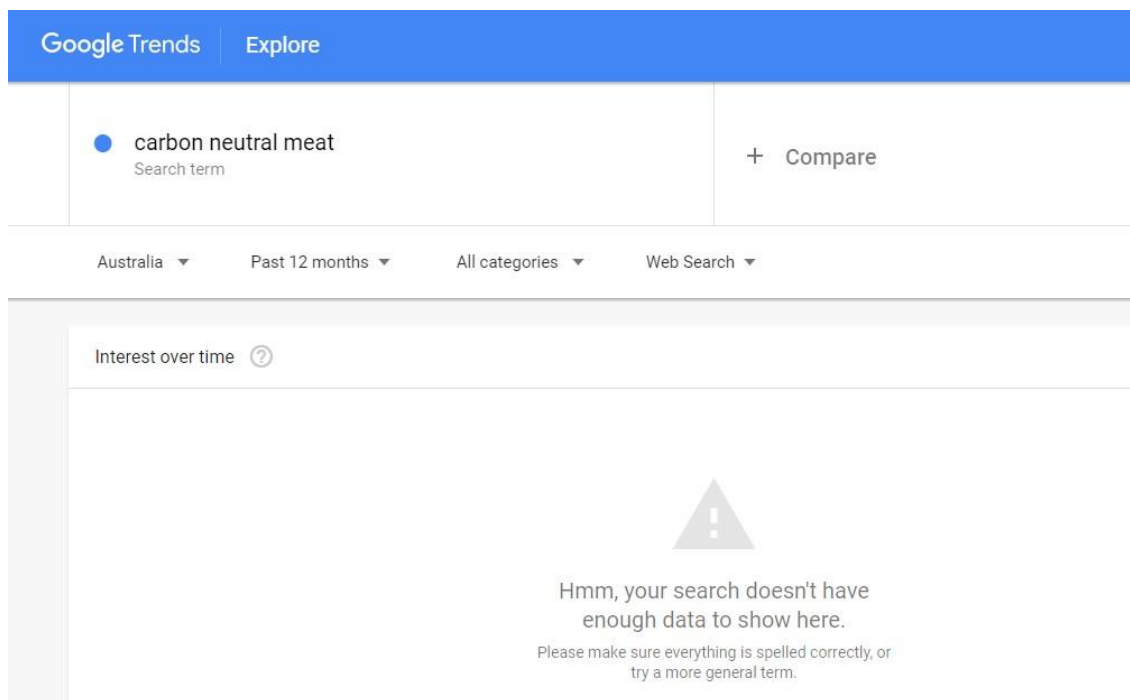 Google Trends Explore
carbon neutral meat
Search term
+ Compare
Australia Past 12 months All categories Web Search
Interest over time ?
!
Hmm, your search doesn't have
enough data to show here.
Please make sure everything is spelled correctly, or
try a more general term.